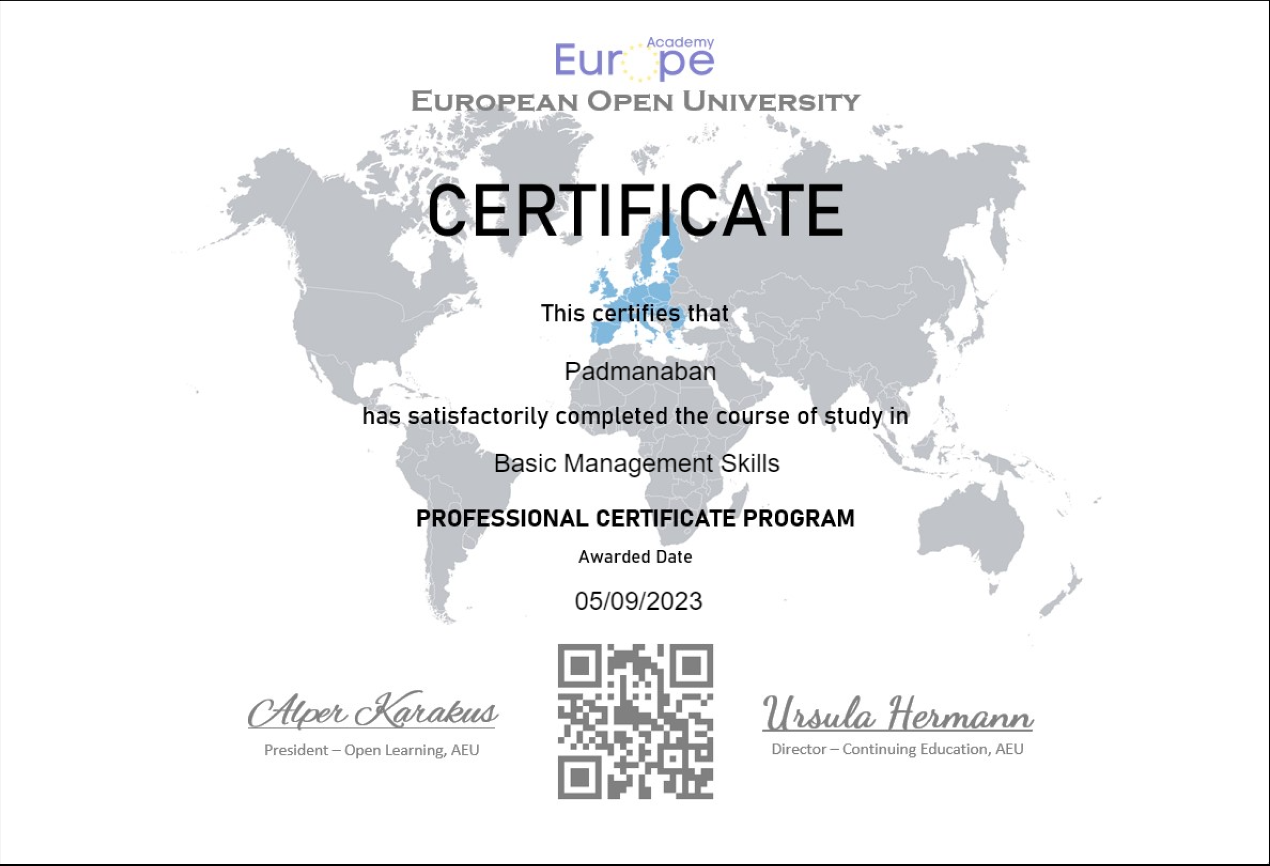 Academy
Europe
EUROPEAN OPEN UNIVERSITY
CERTIFICATE
This certifies that
Padmanaban
has satisfactorily completed the course of study in
Basic Management Skills
PROFESSIONAL CERTIFICATE PROGRAM
Awarded Date
05/09/2023
Alper Karakus
President – Open Learning, AEU
Ursula Hermann
Director – Continuing Education, AEU